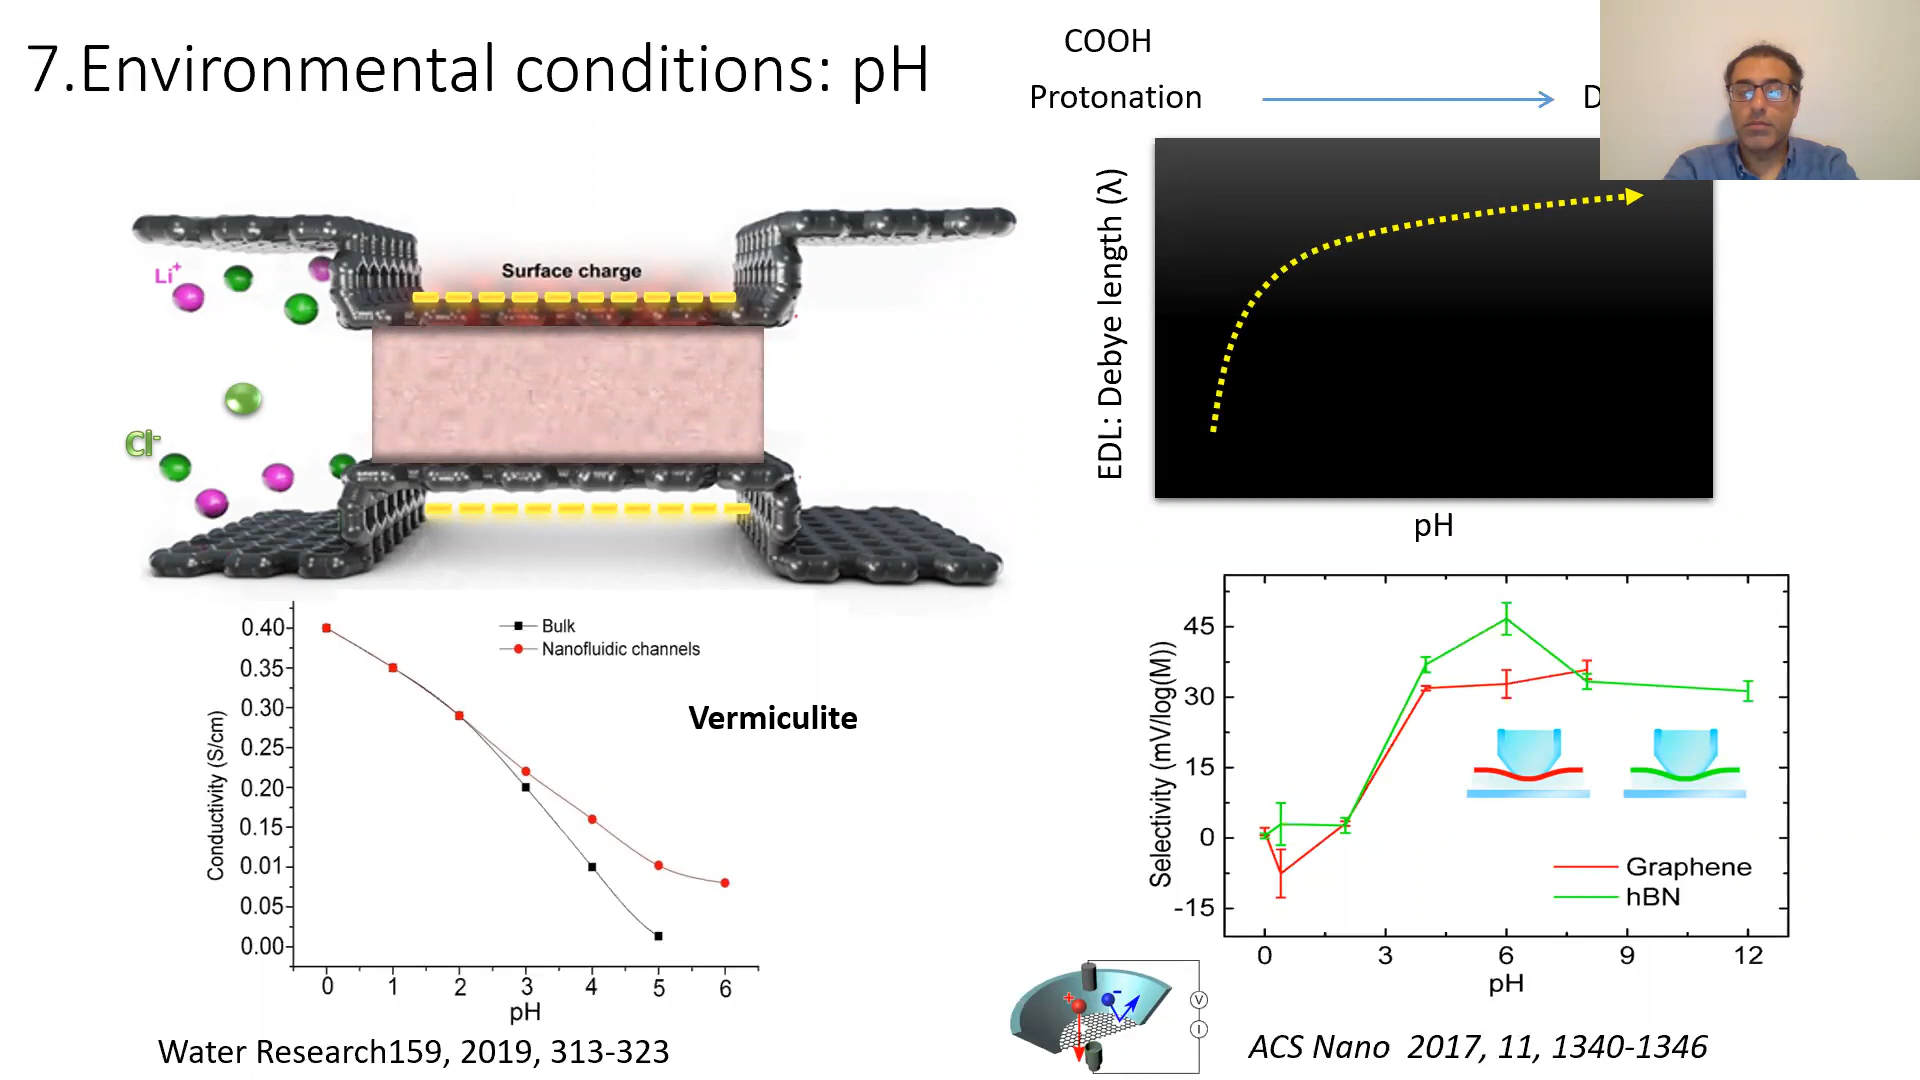 7.Environmental conditions: pH
COOH
Protonation
D
EDL: Debye length (λ)
pH
Li+
Surface charge
Cl-
Bulk
Nanofluidic channels
Vermiculite
Conductivity (S/cm)
0.40
0.35
0.30
0.25
0.20
0.15
0.01
0.05
0.00
0 1 2 3 4 5 6
pH
Water Research159, 2019, 313-323
Selectivity (mV/log(M))
45
30
15
0
-15
Graphene
hBN
0 3 6 9 12
pH
+
-
V
I
ACS Nano 2017, 11, 1340-1346